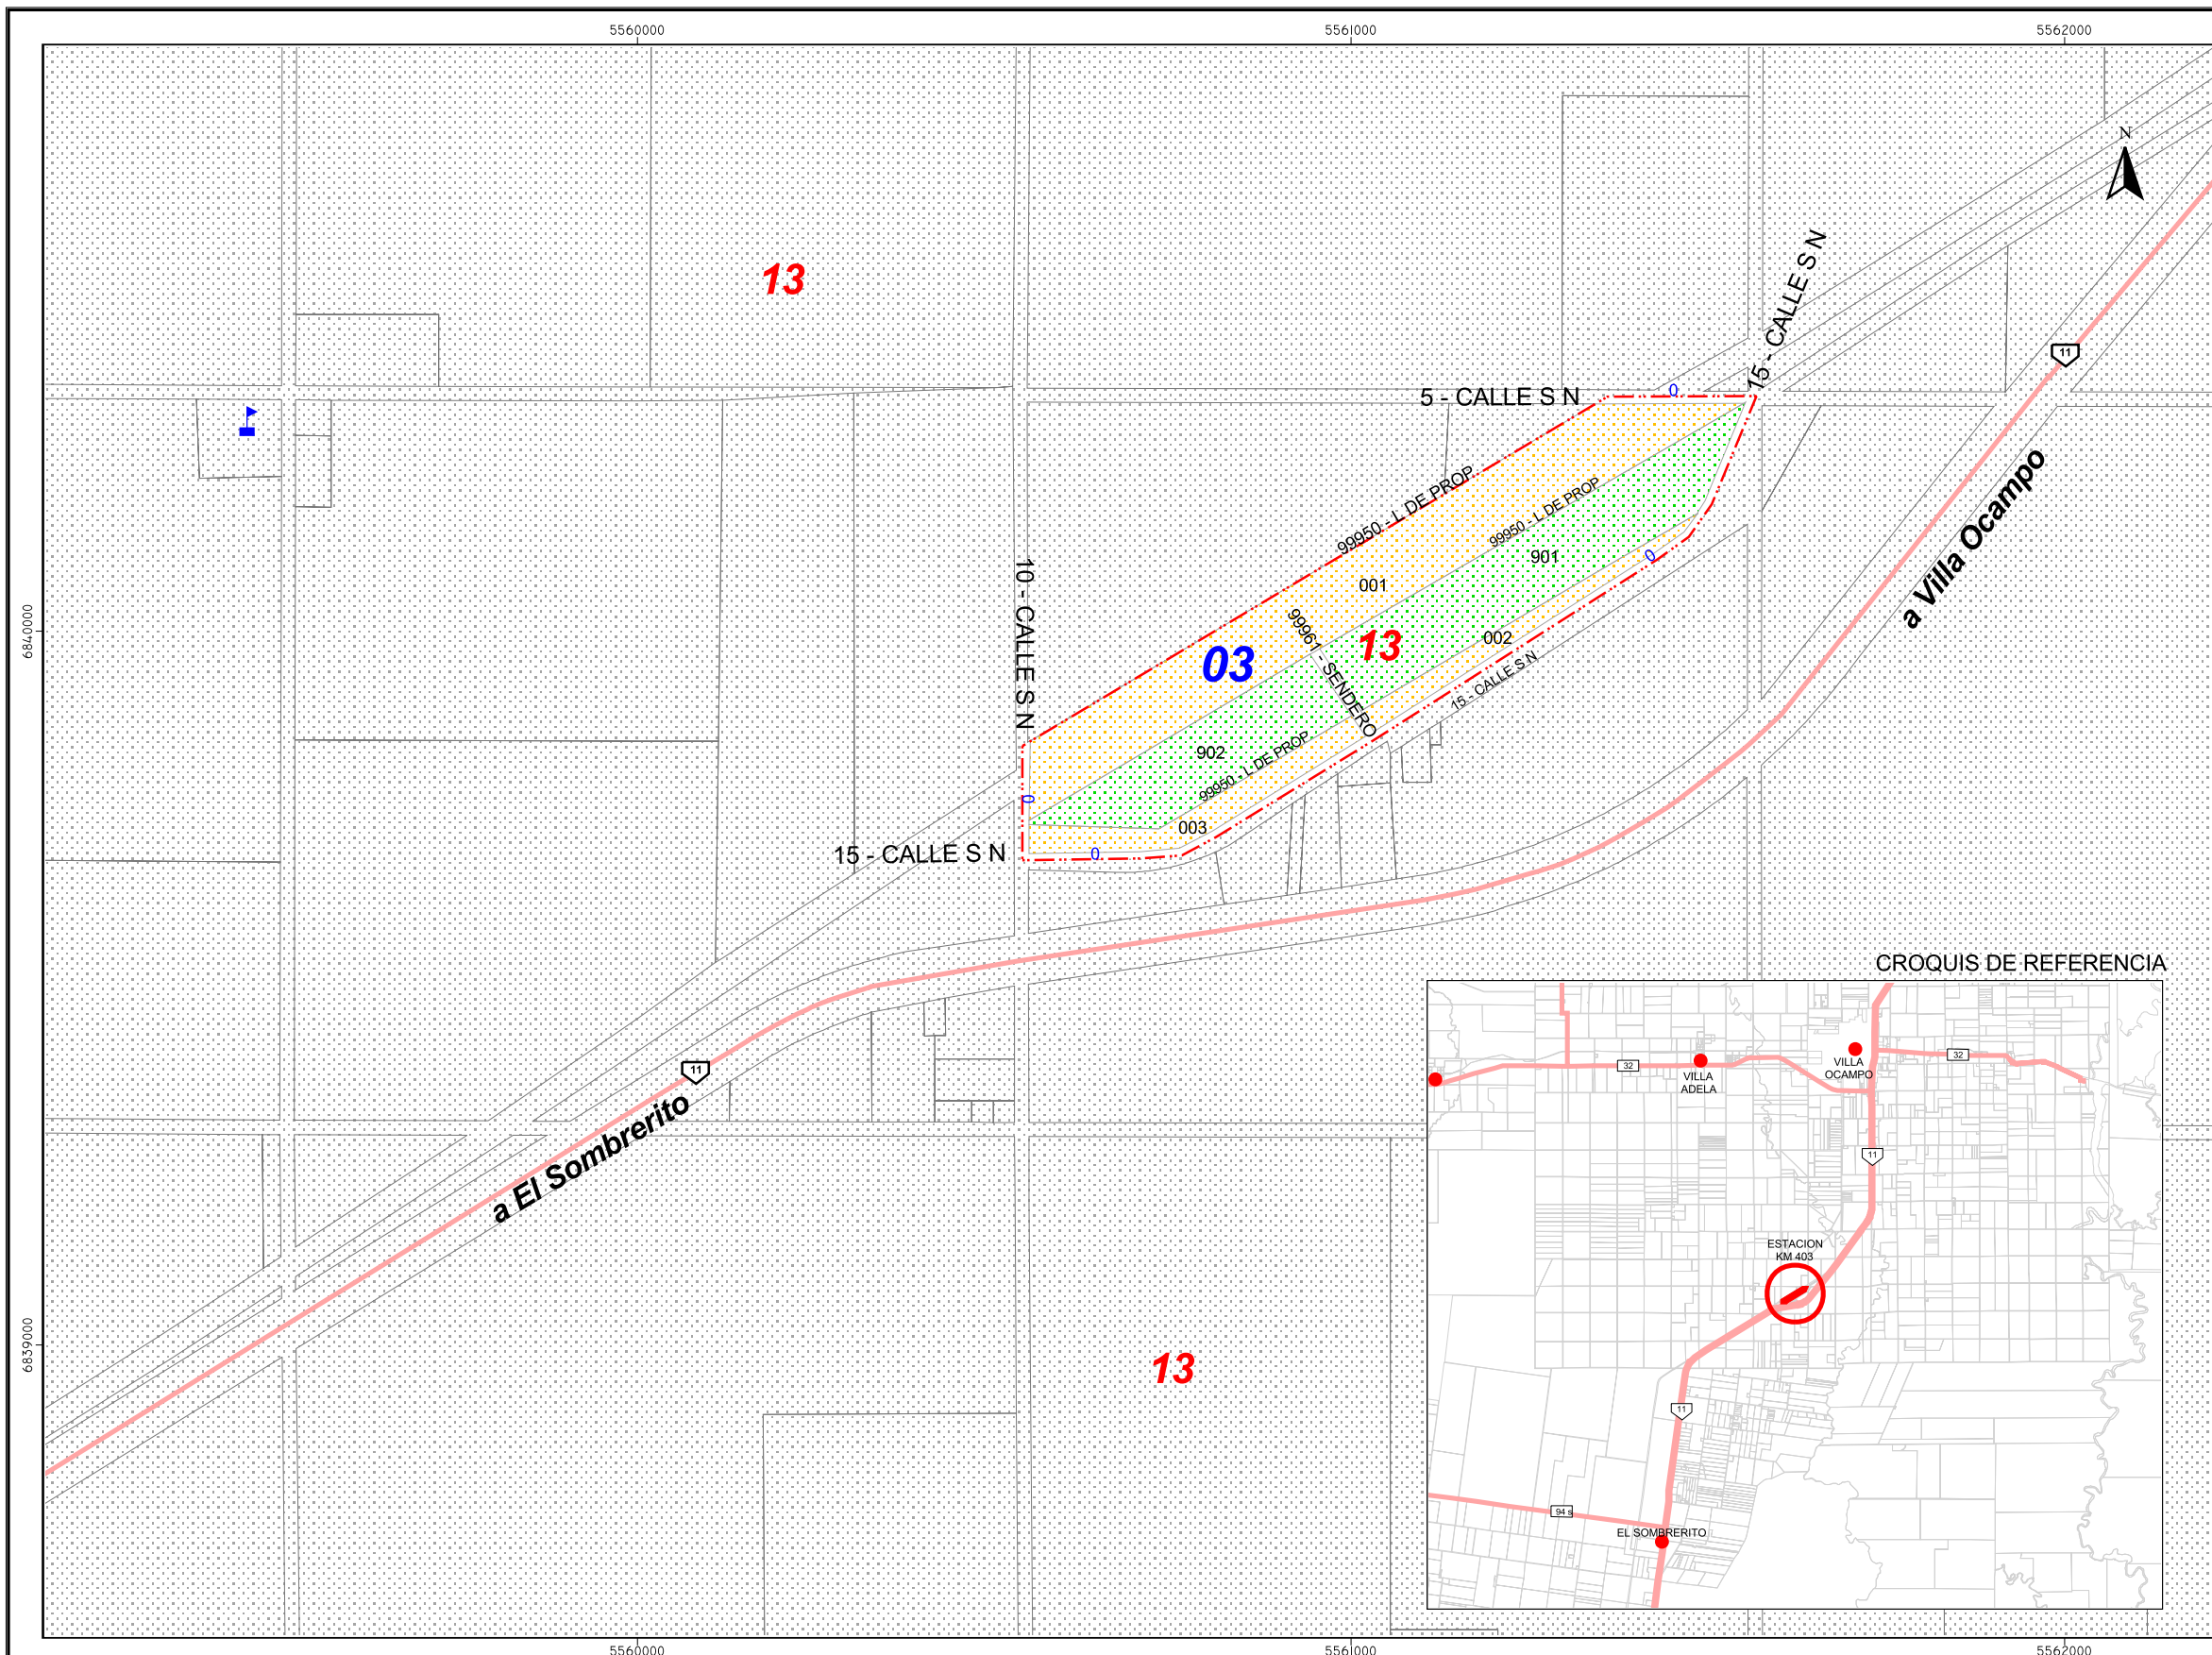 5560000
5561000
5562000
N
13
15 - CALLE S N
11
5 - CALLE S N
0
a Villa Ocampo
99950 - L DE PROP
99950 - L DE PROP
901
0
10 - CALLE S N
001
99961 - SENDERO
6840000
03
13
002
15 - CALLE S N
902
99950 - L DE PROP
0
003
15 - CALLE S N
0
11
a El Sombrerito
6839000
13
CROQUIS DE REFERENCIA
32
VILLA
ADELA
VILLA
OCAMPO
32
11
ESTACION
KM 403
11
94 s
EL SOMBRERITO
5560000
5561000
5562000